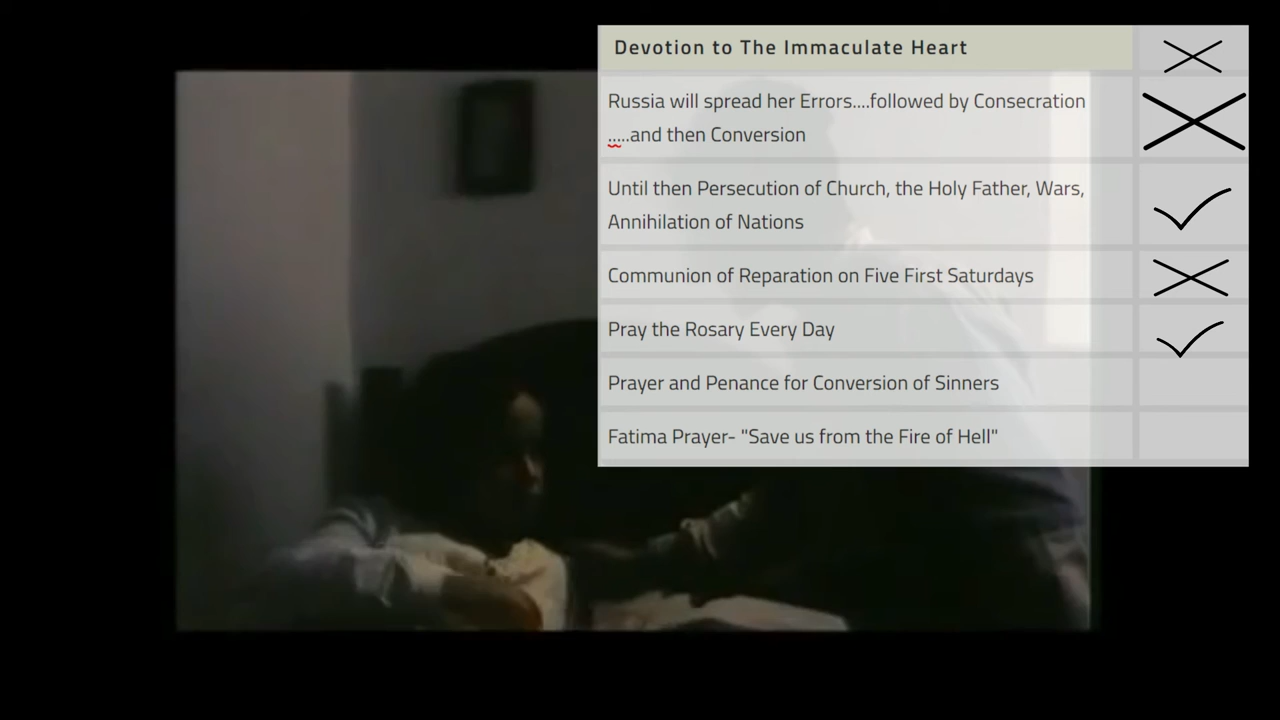 Devotion to The Immaculate Heart
Russia will spread her Errors....followed by Consecration
.....and then Conversion
Until then Persecution of Church, the Holy Father, Wars,
Annihilation of Nations
Communion of Reparation on Five First Saturdays
Pray the Rosary Every Day
Prayer and Penance for Conversion of Sinners
Fatima Prayer- "Save us from the Fire of Hell"